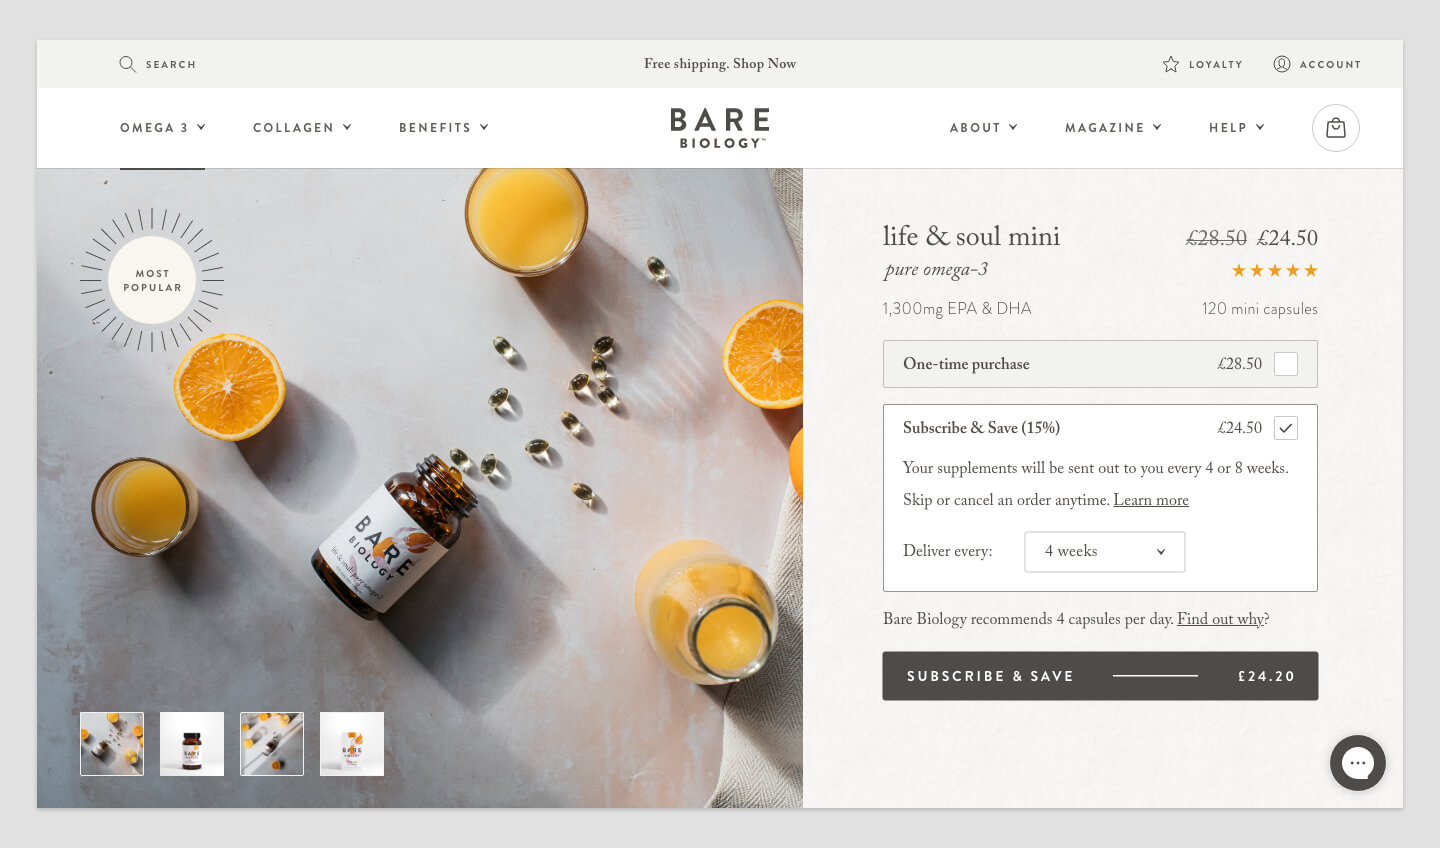 SEARCH
Free shipping. Shop Now
LOYALTY
ACCOUNT
OMEGA 3
COLLAGEN
BENEFITS
BARE
BIOLOGY™
ABOUT
MAGAZINE
HELP
MOST
POPULAR
BARE
BIOLOGY
life & soul mini
£28.50 £24.50
pure omega-3
1,300mg EPA & DHA
120 mini capsules
One-time purchase
£28.50
Subscribe & Save (15%)
£24.50
Your supplements will be sent out to you every 4 or 8 weeks.
Skip or cancel an order anytime. Learn more
Deliver every:
4 weeks
Bare Biology recommends 4 capsules per day. Find out why?
SUBSCRIBE & SAVE
£24.20
BARE
BARE